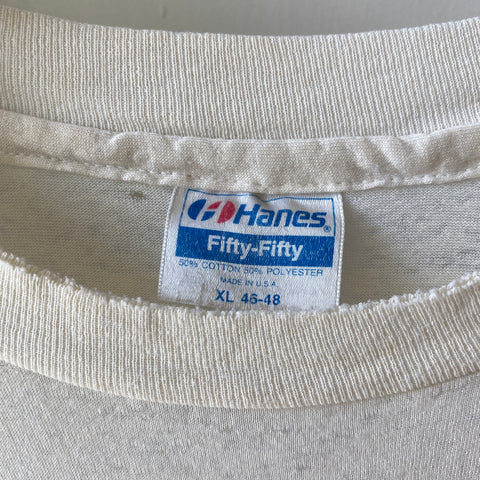 Hanes®
Fifty-Fifty
50% COTTON 50% POLYESTER
MADE IN U.S.A.
XL 46-48